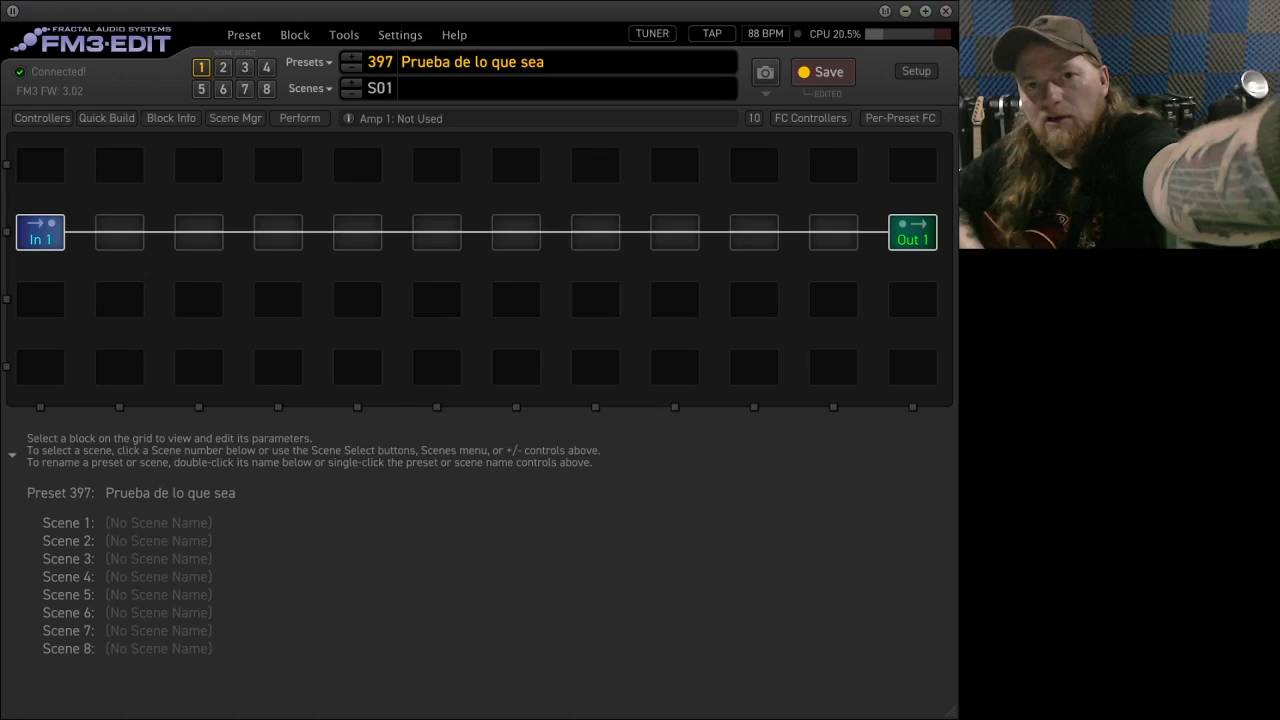 FRACTAL AUDIO SYSTEMS
FM3-EDIT
Preset Block Tools Settings Help
TUNER TAP 88 BPM CPU 20.5%
SCENE SELECT
1 2 3 4
5 6 7 8
Presets 397 Prueba de lo que sea
Scenes S01
Save
EDITED
Setup
Connected!
FM3 FW: 3.02
Controllers Quick Build Block Info Scene Mgr Perform Amp 1: Not Used 10 FC Controllers Per-Preset FC
In 1
Out 1
Select a block on the grid to view and edit its parameters.
To select a scene, click a Scene number below or use the Scene Select buttons, Scenes menu, or +/- controls above.
To rename a preset or scene, double-click its name below or single-click the preset or scene name controls above.
Preset 397: Prueba de lo que sea
Scene 1: (No Scene Name)
Scene 2: (No Scene Name)
Scene 3: (No Scene Name)
Scene 4: (No Scene Name)
Scene 5: (No Scene Name)
Scene 6: (No Scene Name)
Scene 7: (No Scene Name)
Scene 8: (No Scene Name)